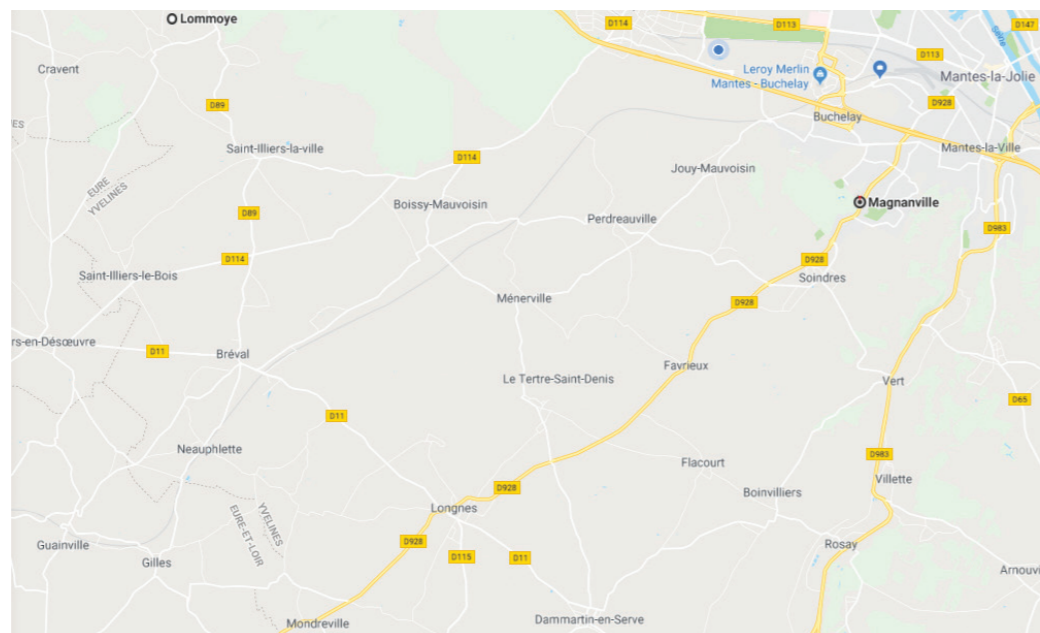 Lommoye
D114
D113
Seine
D147
Cravent
Leroy Merlin
Mantes - Buchelay
D113
Mantes-la-Jolie
D89
D928
Buchelay
Saint-Illiers-la-ville
D114
Mantes-la-Ville
Jouy-Mauvoisin
EURE
YVELINES
Boissy-Mauvoisin
Magnanville
D89
Perdreauville
D983
D114
D928
Saint-Illiers-le-Bois
Soindres
Ménerville
D928
rs-en-Désœuvre
D11
Bréval
Favrieux
Le Tertre-Saint-Denis
Vert
D65
D11
Neauphlette
D983
Flacourt
Villette
D928
Boinvilliers
Longnes
YVELINES
EURE-ET-LOIR
Guainville
D928
Rosay
D115
D11
Gilles
Arnouvi
Mondreville
Dammartin-en-Serve